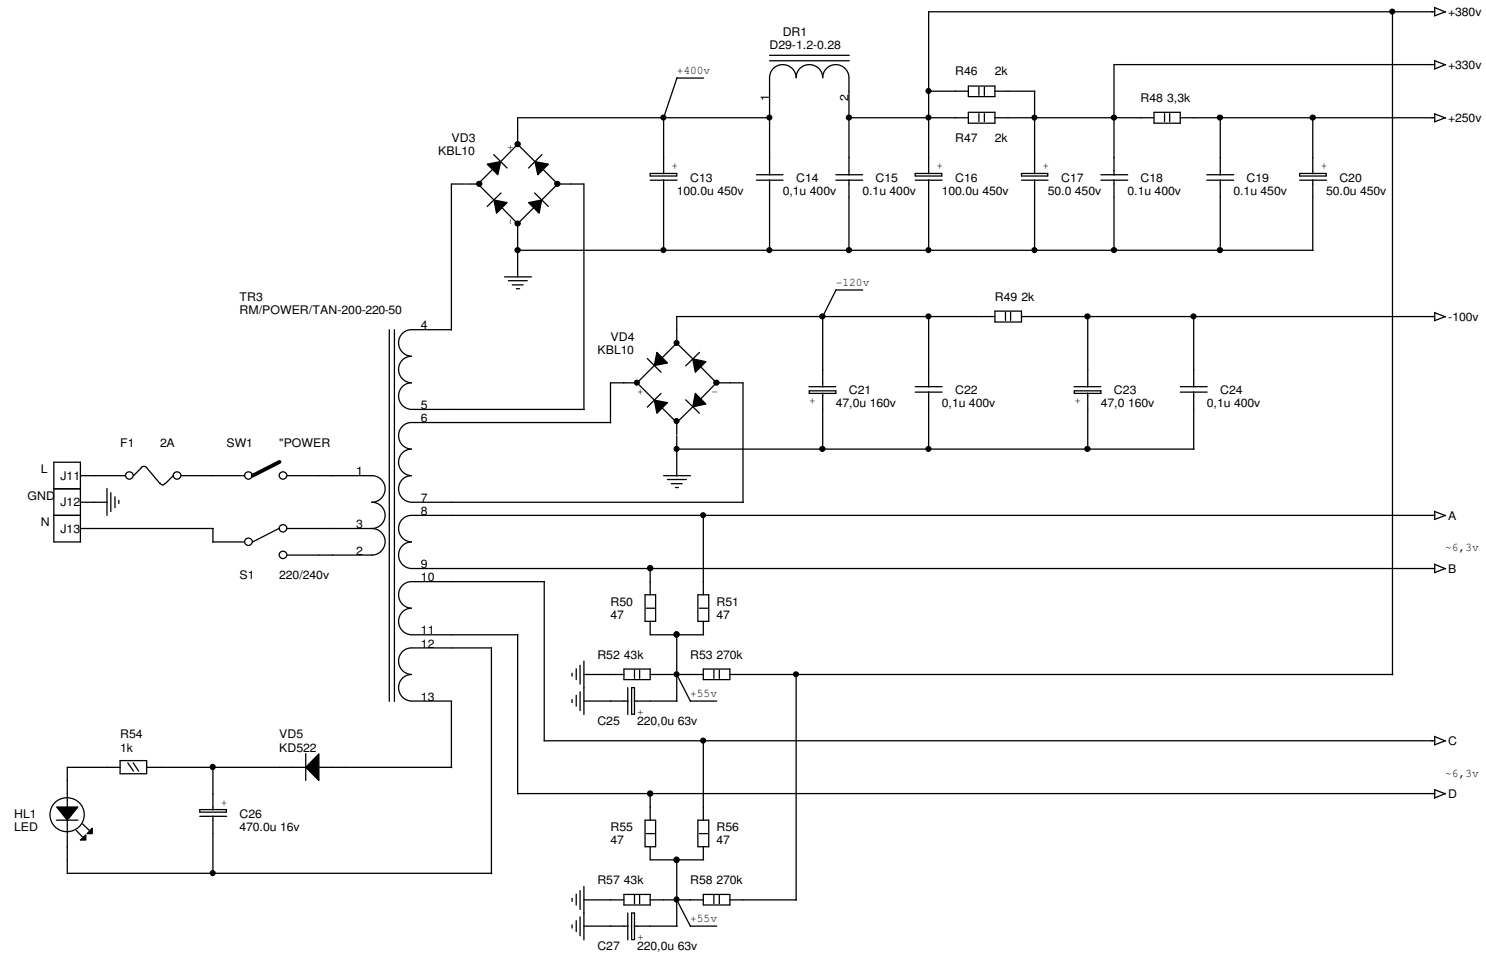 +380v
DR1
D29-1.2-0.28
+400v
+330v
R46 2k
1
2
R48 3,3k
+250v
VD3
KBL10
R47 2k
C13
100.0u 450v
C14
0,1u 400v
C15
0.1u 400v
C16
100.0u 450v
C17
50.0 450v
C18
0.1u 400v
C19
0.1u 450v
C20
50.0u 450v
-120v
TR3
RM/POWER/TAN-200-220-50
R49 2k
-100v
4
VD4
KBL10
C21
47,0u 160v
C22
0,1u 400v
C23
47,0 160v
C24
0,1u 400v
5
6
F1 2A
SW1 "POWER
L
J11
1
GND
J12
7
8
A
N
J13
3
~6,3v
2
9
B
S1 220/240v
10
R50
47
R51
47
11
12
R52 43k
R53 270k
+55v
13
C25 220,0u 63v
R54
1k
VD5
KD522
C
~6,3v
D
HL1
LED
C26
470.0u 16v
R55
47
R56
47
R57 43k
R58 270k
+55v
C27 220,0u 63v